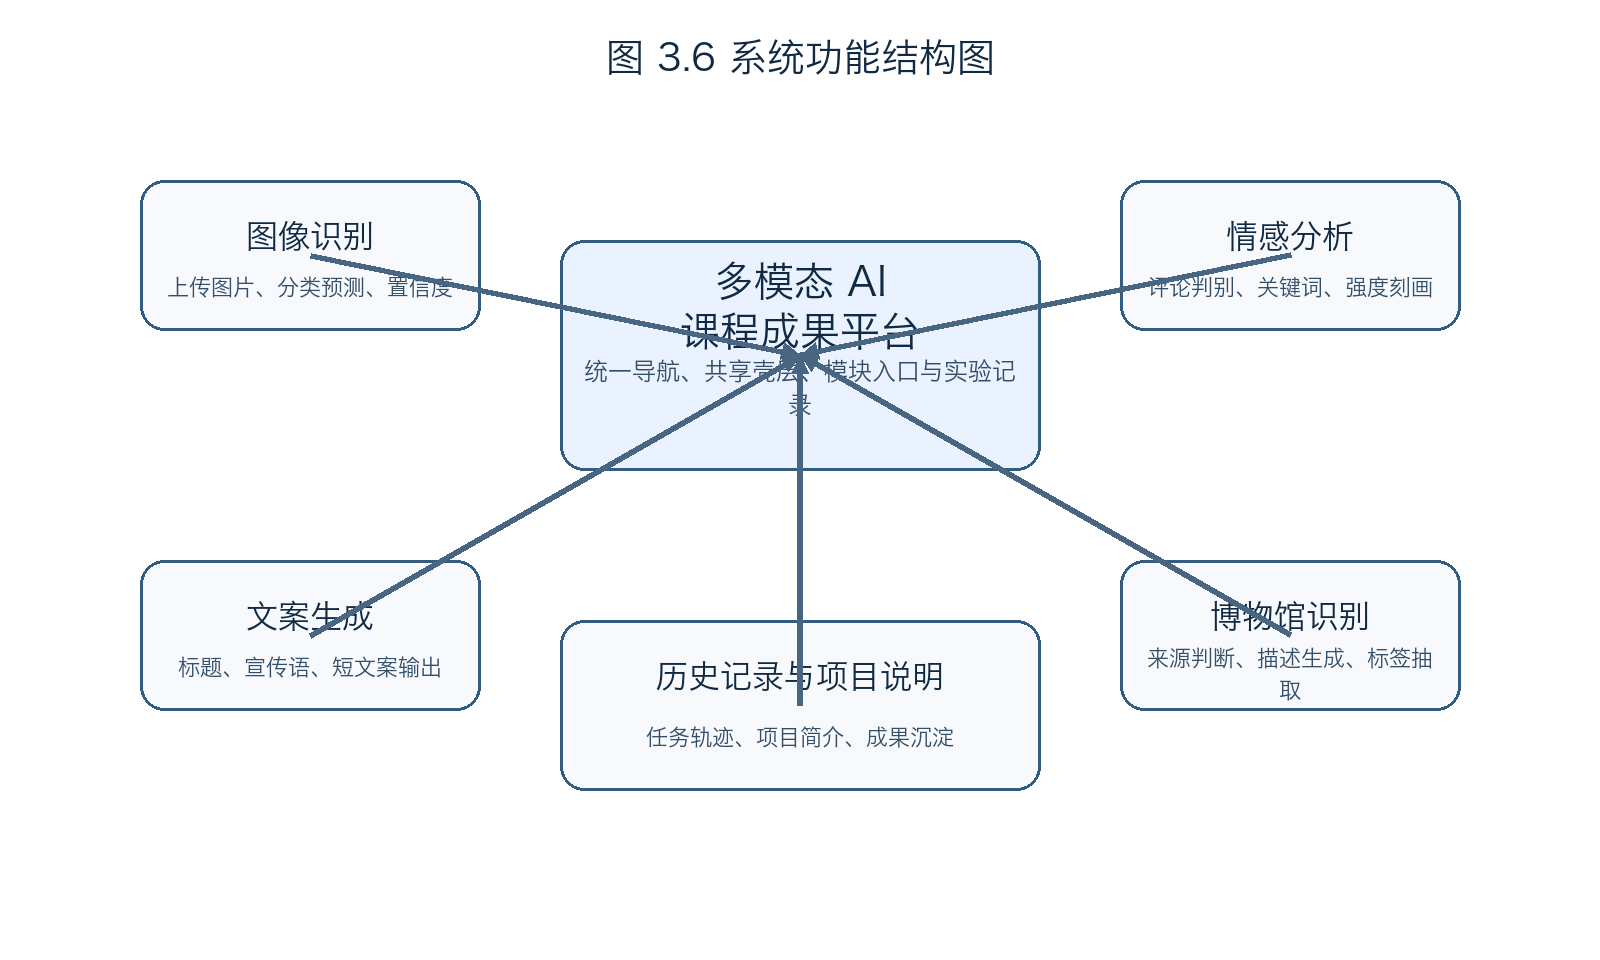 图 3.6 系统功能结构图
图像识别
上传图片、分类预测、置信度
多模态 AI
课程成果平台
统一导航、共享壳层、模块入口与实验记
录
情感分析
评论判别、关键词、强度刻画
文案生成
标题、宣传语、短文案输出
历史记录与项目说明
任务轨迹、项目简介、成果沉淀
博物馆识别
来源判断、描述生成、标签抽
取